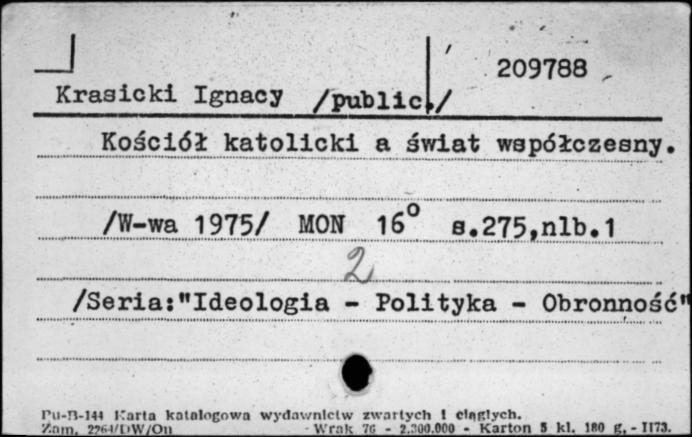 209788
Krasicki Ignacy /public./
Kościół katolicki a świat współczesny.
/W-wa 1975/ MON 16° s.275,nlb.1
2
/Seria:"Ideologia - Polityka - Obronność"
Pu-B-144 Karta katalogowa wydawnictw zwartych i ciągłych.
Zam. 2264/DW/On - Wrak 76 - 2.300.000 - Karton 5 kl. 180 g. - 1173.